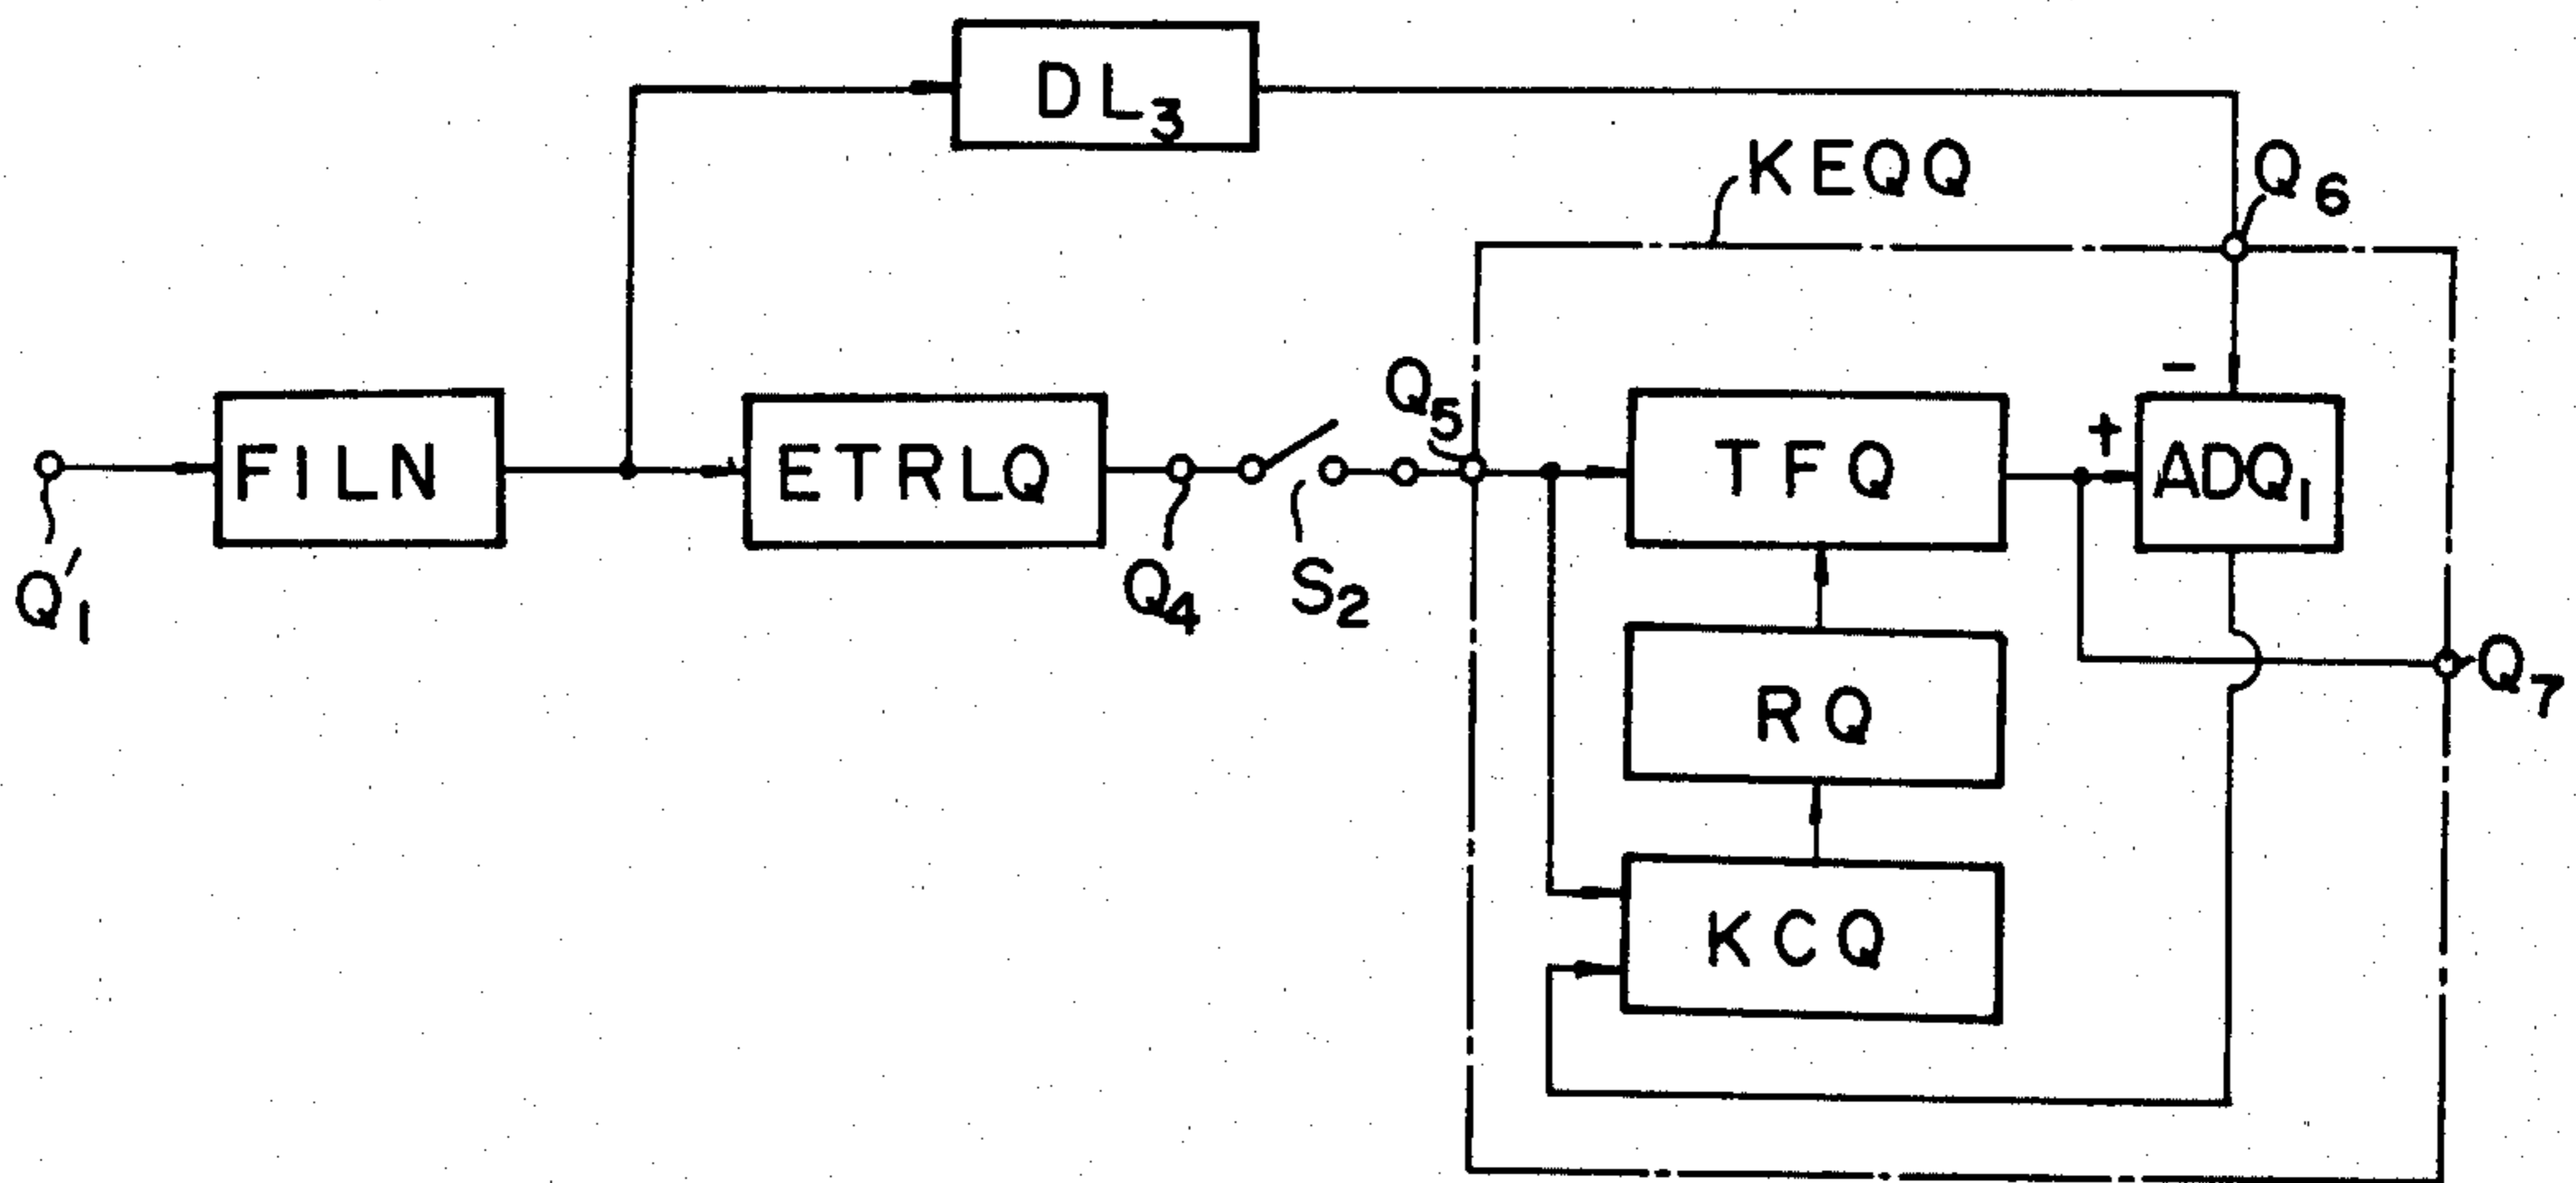 DL₃
KEQQ
Q₆
Q₅
-
FILN
ETRLQ
TFQ
+
ADQ₁
Q'₁
Q₄
S₂
RQ
Q₇
KCQ